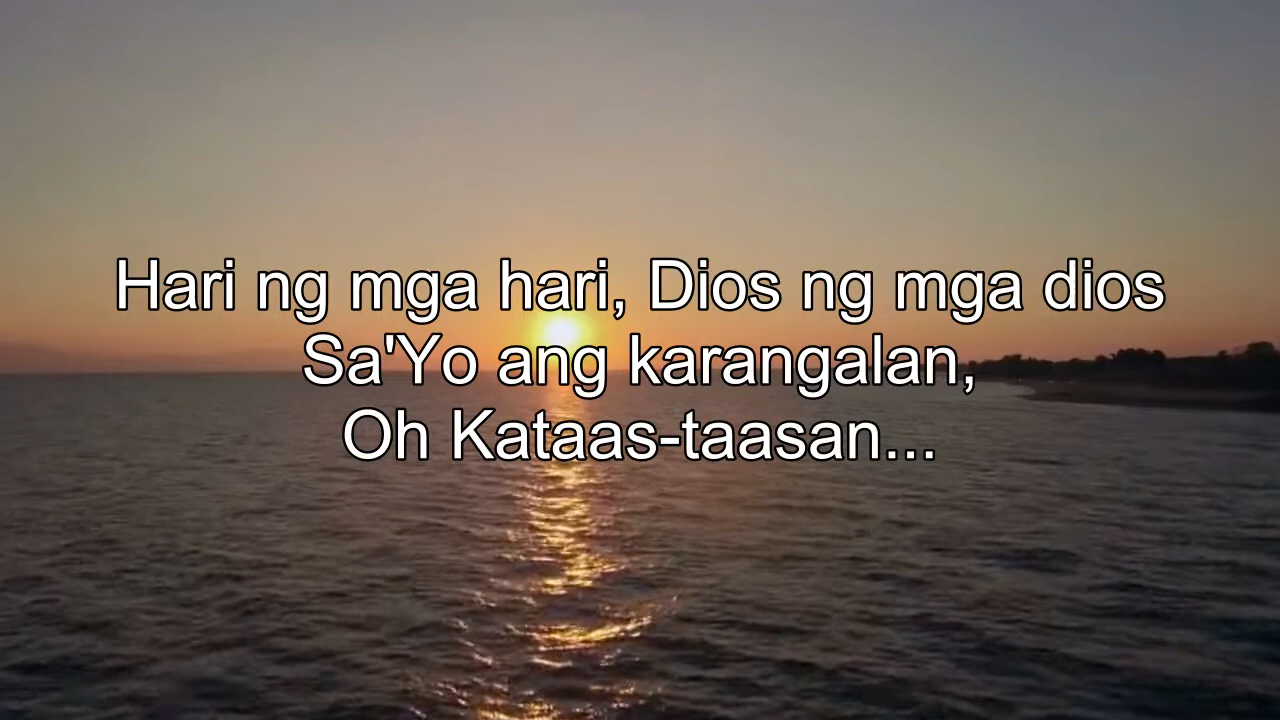 Hari ng mga hari, Dios ng mga dios
Sa'Yo ang karangalan,
Oh Kataas-taasan...